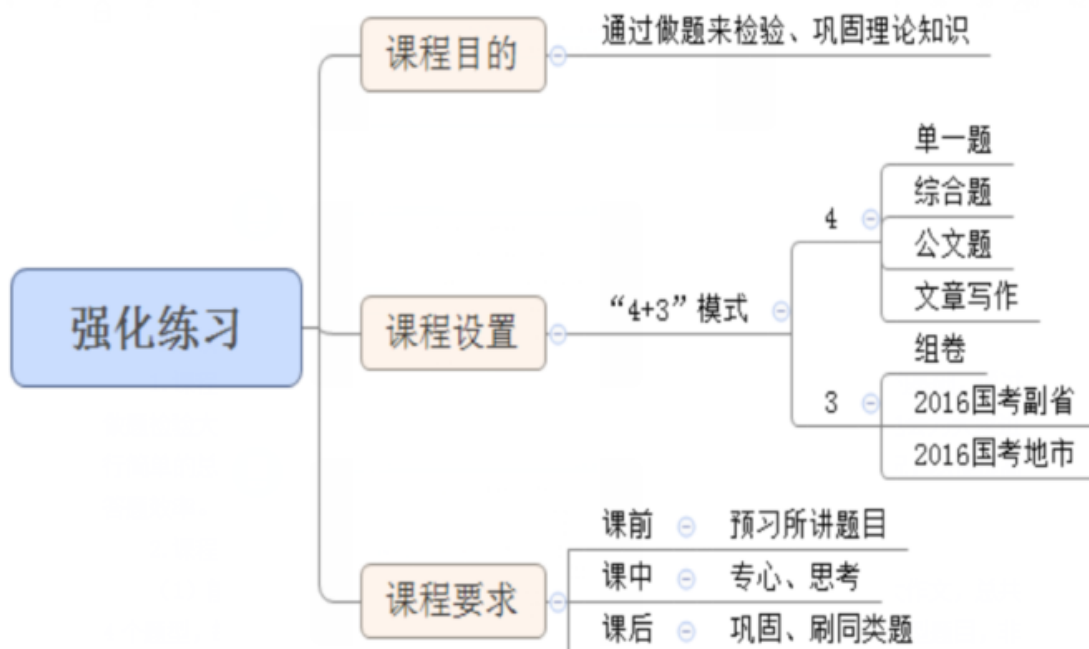 强化练习
课程目的
通过做题来检验、巩固理论知识
课程设置
“4+3”模式
4
单一题
综合题
公文题
文章写作
3
组卷
2016国考副省
2016国考地市
课程要求
课前 预习所讲题目
课中 专心、思考
课后 巩固、刷同类题